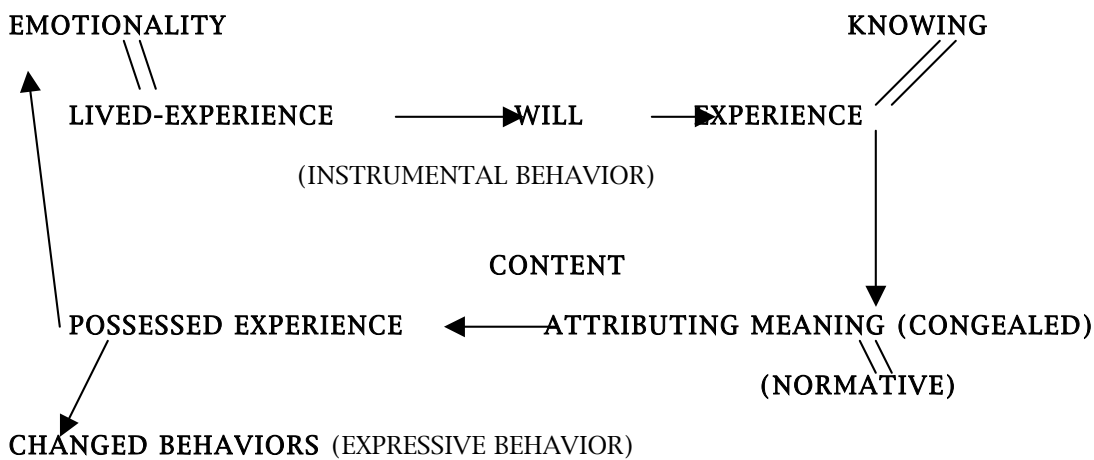 EMOTIONALITY KNOWING
LIVED-EXPERIENCE WILL EXPERIENCE
(INSTRUMENTAL BEHAVIOR)
CONTENT
POSSESSED EXPERIENCE ATTRIBUTING MEANING (CONGEALED)
(NORMATIVE)
CHANGED BEHAVIORS (EXPRESSIVE BEHAVIOR)